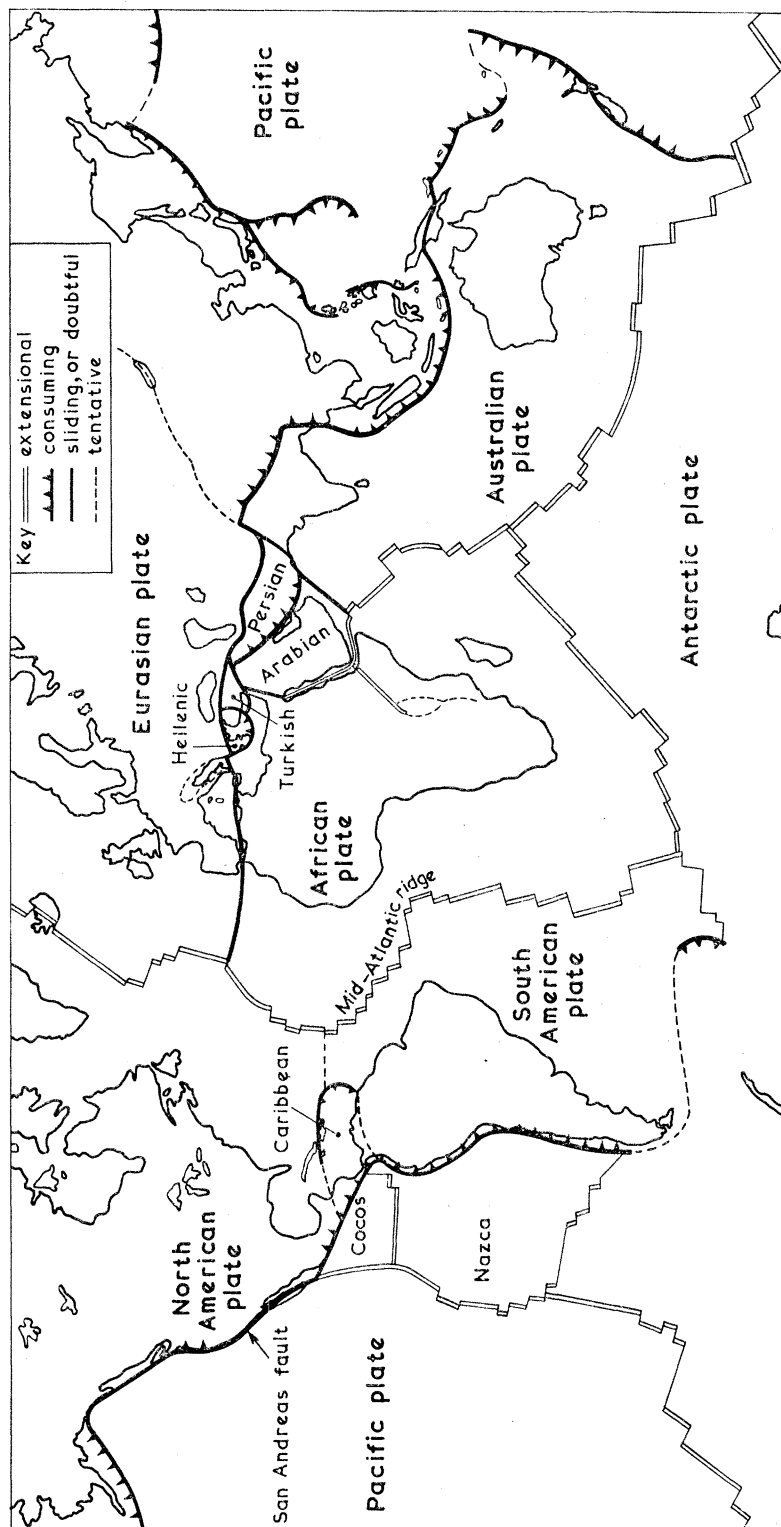 Key
extensional
consuming
sliding, or doubtful
tentative
North
American
plate
San Andreas fault
Pacific plate
Cocos
Nazca
Caribbean
Mid-Atlantic ridge
South
American
plate
Eurasian plate
Hellenic
Turkish
Persian
Arabian
African
plate
Australian
plate
Antarctic plate
Pacific
plate